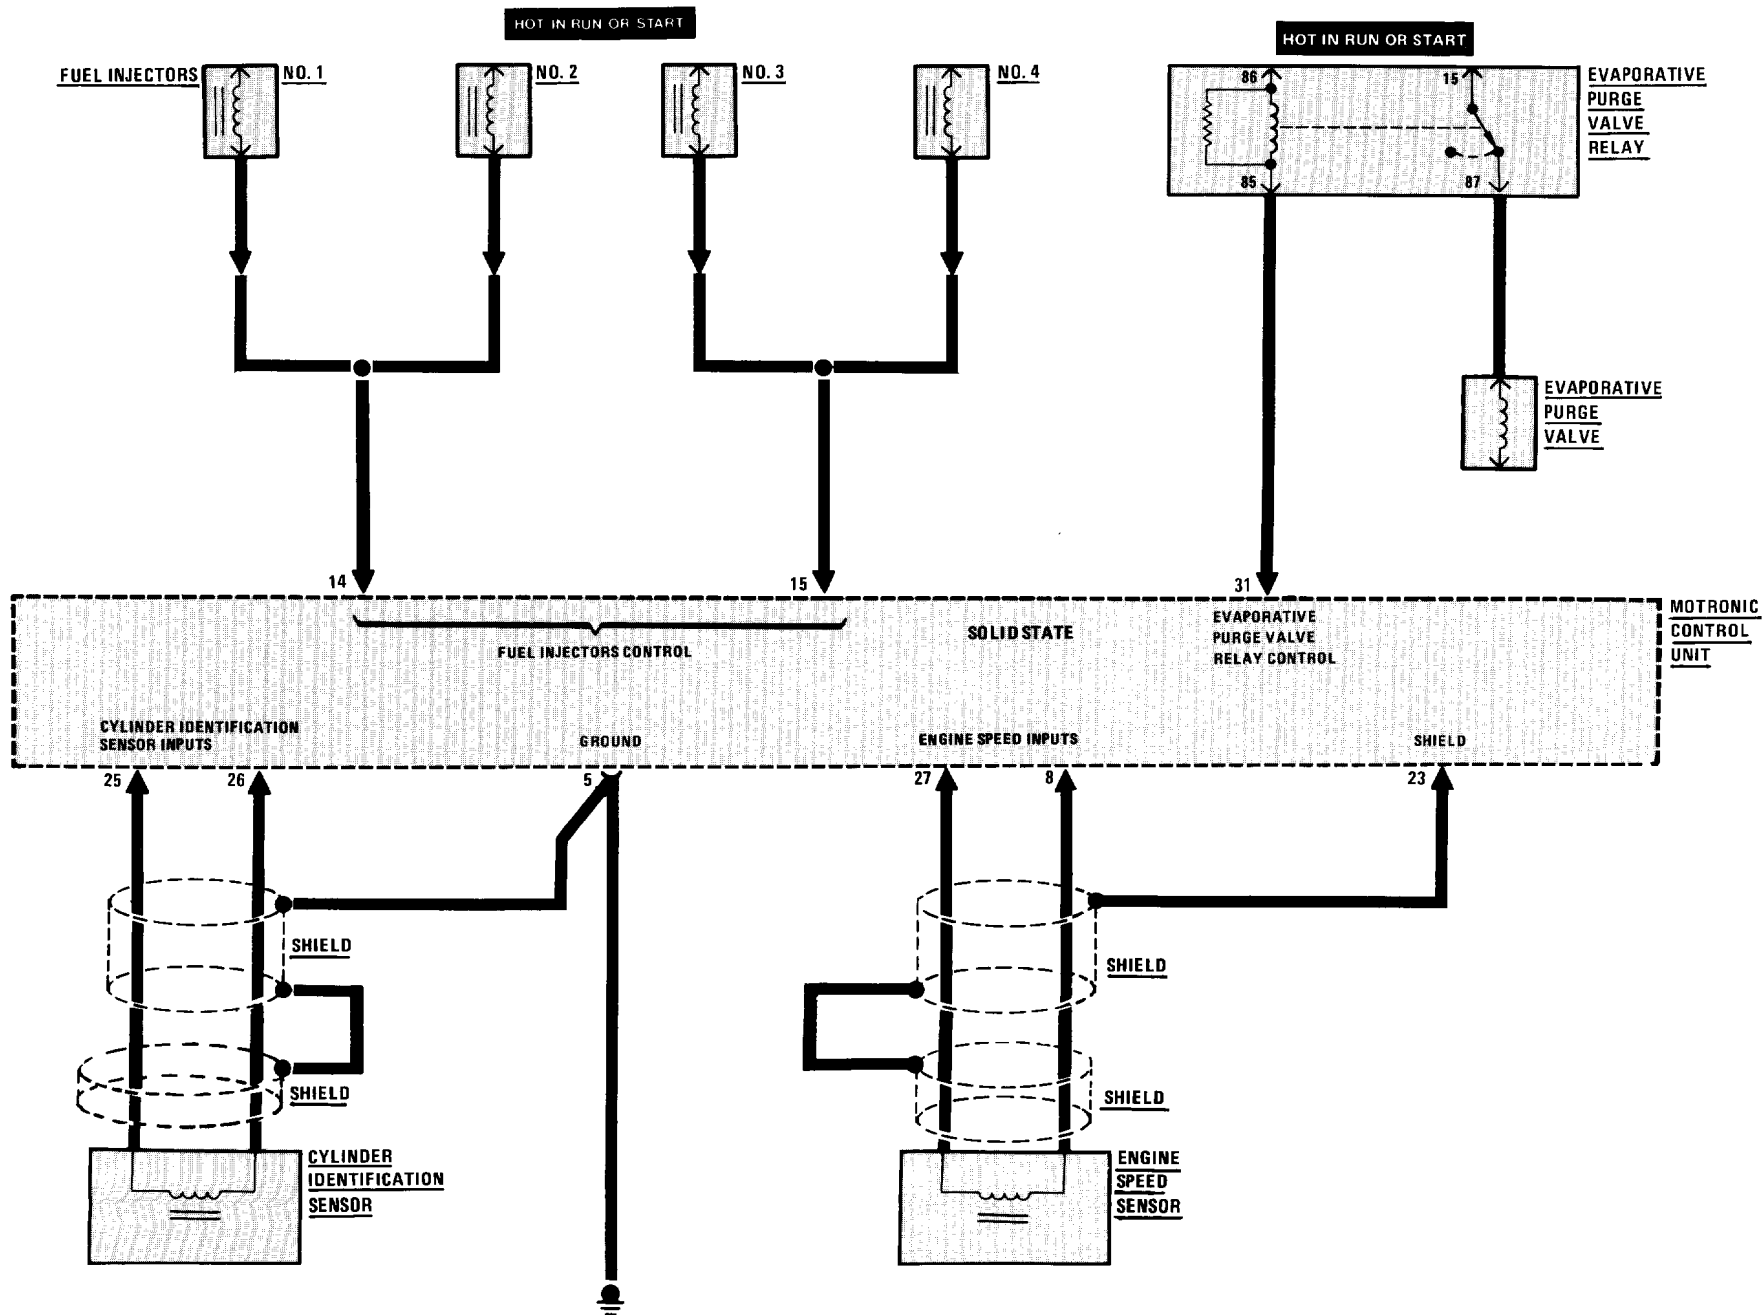 HOT IN RUN OR START
HOT IN RUN OR START
FUEL INJECTORS
NO. 1
NO. 2
NO. 3
NO. 4
86
15
85
87
EVAPORATIVE
PURGE
VALVE
RELAY
EVAPORATIVE
PURGE
VALVE
14
15
31
FUEL INJECTORS CONTROL
SOLID STATE
EVAPORATIVE
PURGE VALVE
RELAY CONTROL
MOTRONIC
CONTROL
UNIT
CYLINDER IDENTIFICATION
SENSOR INPUTS
GROUND
ENGINE SPEED INPUTS
SHIELD
25
26
5
27
8
23
SHIELD
SHIELD
SHIELD
SHIELD
CYLINDER
IDENTIFICATION
SENSOR
ENGINE
SPEED
SENSOR